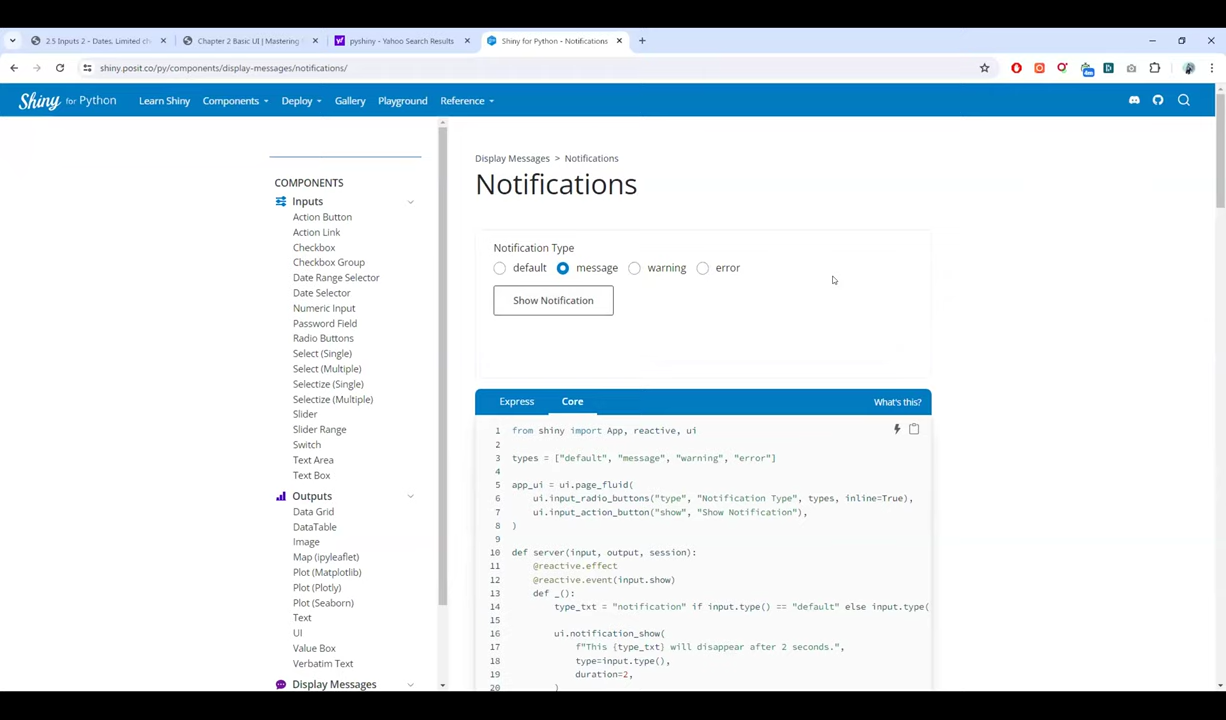 2.5 Inputs 2 - Dates, Limited ch
Chapter 2 Basic UI | Mastering
pyshiny - Yahoo Search Results
Shiny for Python - Notifications
shiny.posit.co/py/components/display-messages/notifications/
Shiny for Python
Learn Shiny
Components
Deploy
Gallery
Playground
Reference
COMPONENTS
Inputs
Action Button
Action Link
Checkbox
Checkbox Group
Date Range Selector
Date Selector
Numeric Input
Password Field
Radio Buttons
Select (Single)
Select (Multiple)
Selectize (Single)
Selectize (Multiple)
Slider
Slider Range
Switch
Text Area
Text Box
Outputs
Data Grid
DataTable
Image
Map (ipyleaflet)
Plot (Matplotlib)
Plot (Plotly)
Plot (Seaborn)
Text
UI
Value Box
Verbatim Text
Display Messages
Display Messages > Notifications
Notifications
Notification Type
default message warning error
Show Notification
Express Core What's this?
1 from shiny import App, reactive, ui
2
3 types = ["default", "message", "warning", "error"]
4
5 app_ui = ui.page_fluid(
6 ui.input_radio_buttons("type", "Notification Type", types, inline=True),
7 ui.input_action_button("show", "Show Notification"),
8 )
9
10 def server(input, output, session):
11 @reactive.effect
12 @reactive.event(input.show)
13 def _():
14 type_txt = "notification" if input.type() == "default" else input.type(
15
16 ui.notification_show(
17 f"This {type_txt} will disappear after 2 seconds.",
18 type=input.type(),
19 duration=2,
20 )